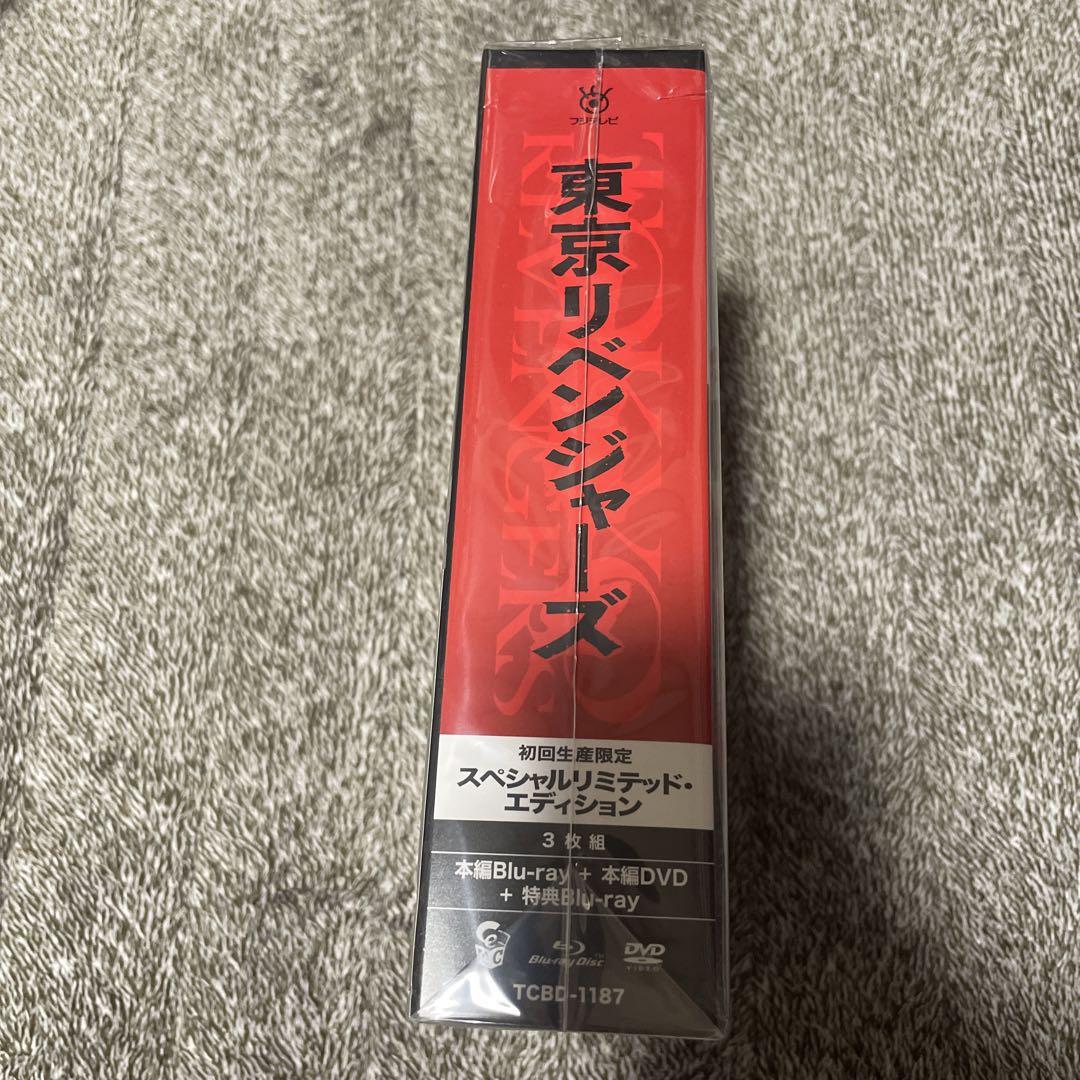 フジテレビ
東京リベンジャーズ
TOKYO
REVENGERS
初回生産限定
スペシャルリミテッド・
エディション
3枚組
本編Blu-ray + 本編DVD
+ 特典Blu-ray
Blu-ray Disc™
DVD
VIDEO
TCBD-1187